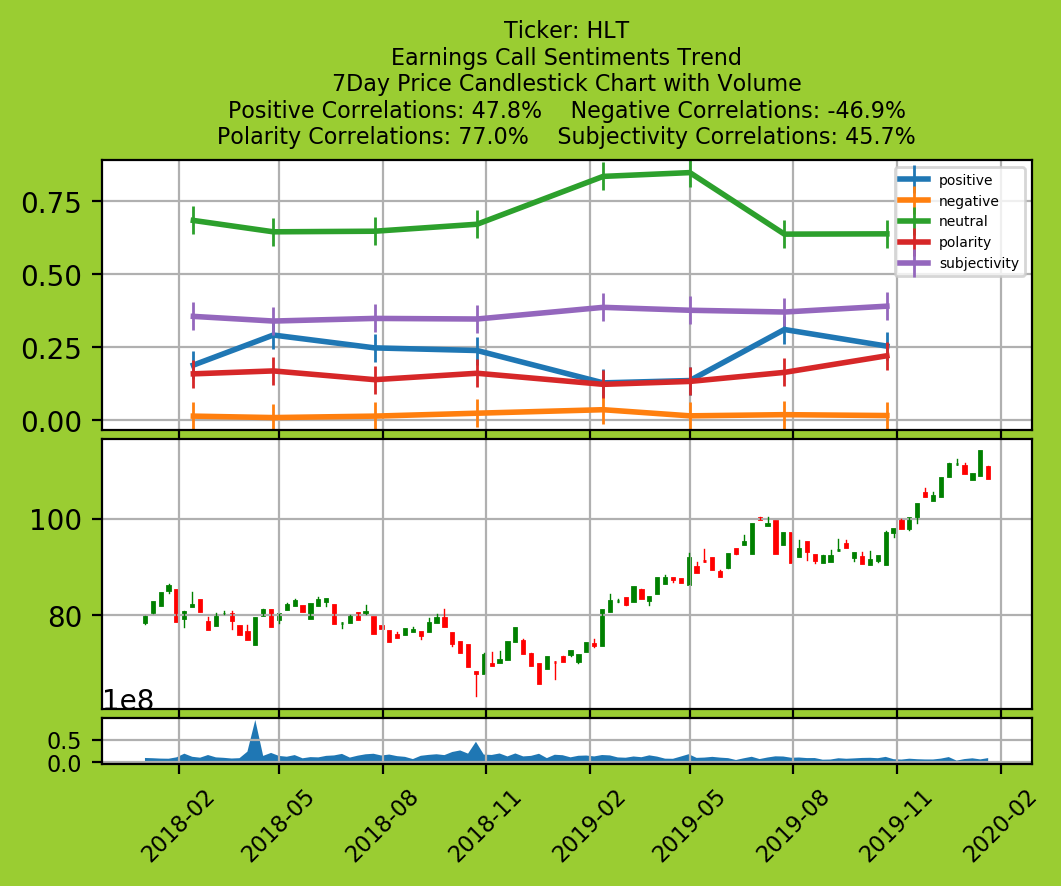 Ticker: HLT
Earnings Call Sentiments Trend
7Day Price Candlestick Chart with Volume
Positive Correlations: 47.8%    Negative Correlations: -46.9%
Polarity Correlations: 77.0%    Subjectivity Correlations: 45.7%
positive
negative
neutral
polarity
subjectivity
0.75
0.50
0.25
0.00
100
80
1e8
0.5
0.0
2018-02
2018-05
2018-08
2018-11
2019-02
2019-05
2019-08
2019-11
2020-02